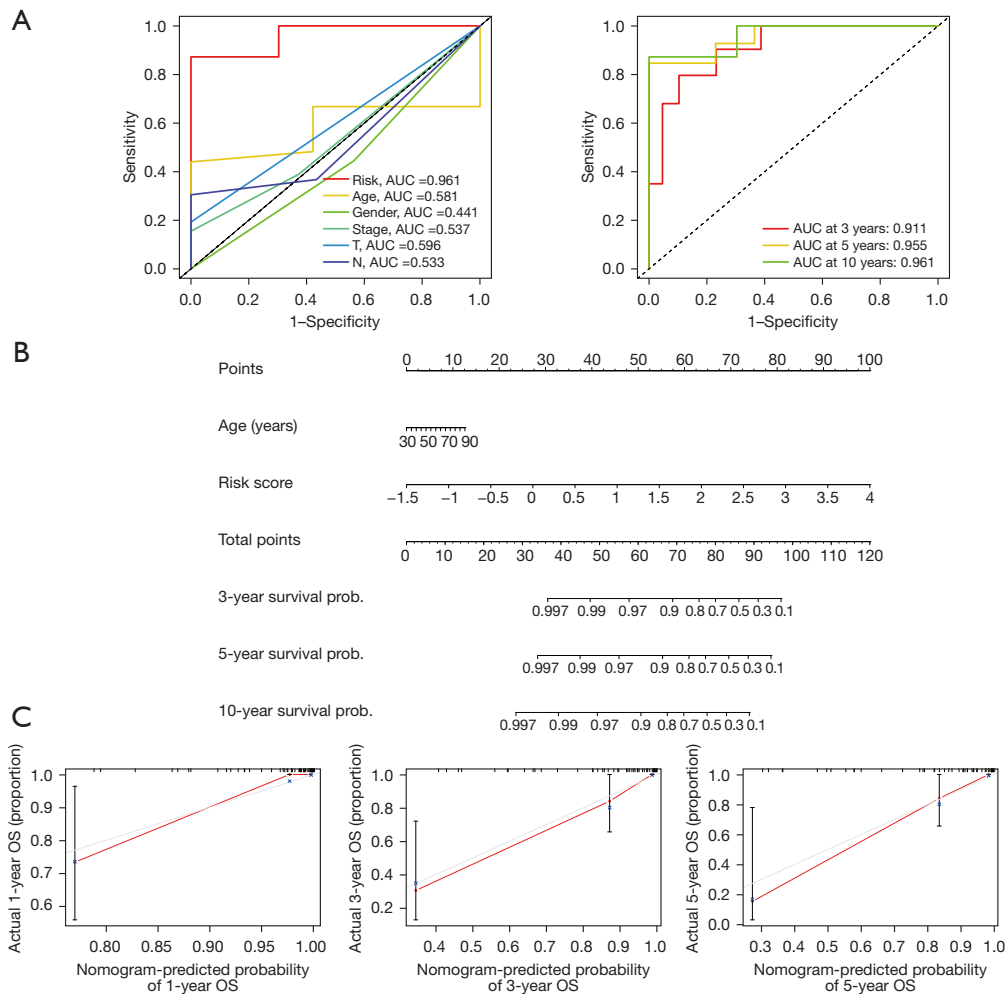 A
1.0
0.8
0.6
0.4
0.2
0.0
Sensitivity
Risk, AUC =0.961
Age, AUC =0.581
Gender, AUC =0.441
Stage, AUC =0.537
T, AUC =0.596
N, AUC =0.533
0.0 0.2 0.4 0.6 0.8 1.0
1–Specificity
1.0
0.8
0.6
0.4
0.2
0.0
Sensitivity
AUC at 3 years: 0.911
AUC at 5 years: 0.955
AUC at 10 years: 0.961
0.0 0.2 0.4 0.6 0.8 1.0
1–Specificity
B
Points
0 10 20 30 40 50 60 70 80 90 100
Age (years)
30 50 70 90
Risk score
−1.5 −1 −0.5 0 0.5 1 1.5 2 2.5 3 3.5 4
Total points
0 10 20 30 40 50 60 70 80 90 100 110 120
3-year survival prob.
0.997 0.99 0.97 0.9 0.8 0.7 0.5 0.3 0.1
5-year survival prob.
0.997 0.99 0.97 0.9 0.8 0.7 0.5 0.3 0.1
10-year survival prob.
0.997 0.99 0.97 0.9 0.8 0.7 0.5 0.3 0.1
C
Actual 1-year OS (proportion)
1.0
0.9
0.8
0.7
0.6
0.80 0.85 0.90 0.95 1.00
Nomogram-predicted probability
of 1-year OS
Actual 3-year OS (proportion)
1.0
0.8
0.6
0.4
0.2
0.4 0.5 0.6 0.7 0.8 0.9 1.0
Nomogram-predicted probability
of 3-year OS
Actual 5-year OS (proportion)
1.0
0.8
0.6
0.4
0.2
0.0
0.3 0.4 0.5 0.6 0.7 0.8 0.9 1.0
Nomogram-predicted probability
of 5-year OS